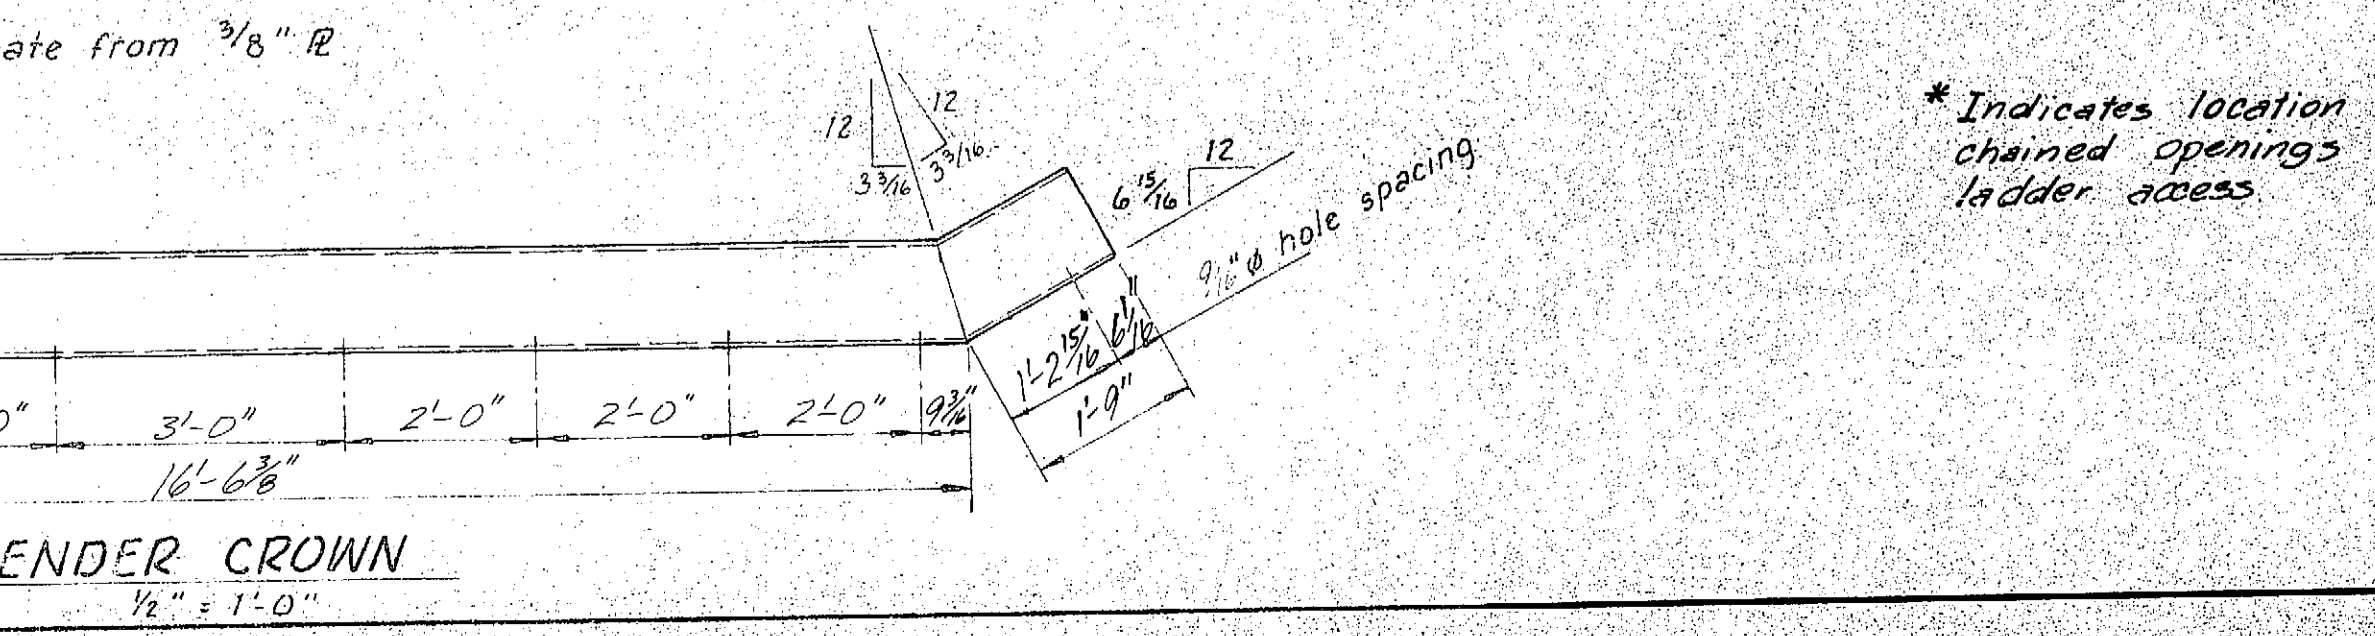 ate from 3/8" ℙL
12
12
3 3/16
3 3/16
6 15/16
12
* Indicates location
chained openings
ladder access
9/16" ø hole spacing
1'-2 15/16"
6 1/16"
1'-9"
0"
3'-0"
2'-0"
2'-0"
2'-0"
9 3/16"
16'-6 3/8"
ENDER CROWN
1/2" = 1'-0"